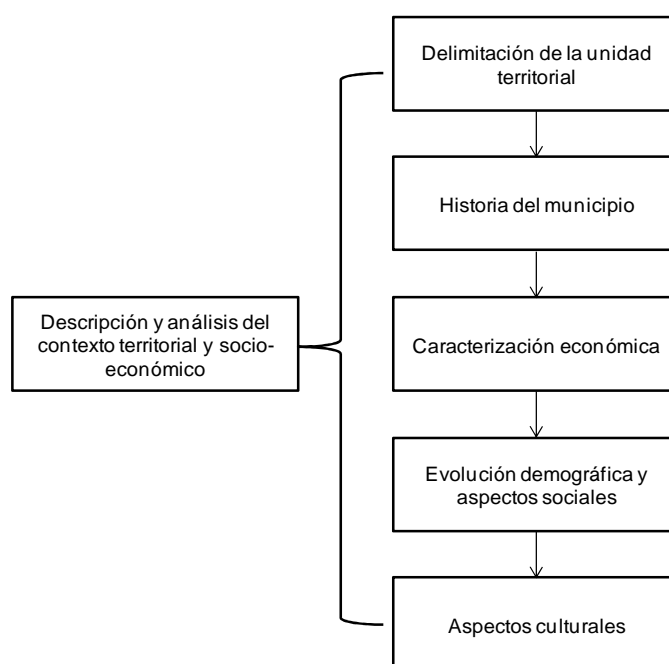 Delimitación de la unidad
territorial
Historia del municipio
Descripción y análisis del
contexto territorial y socio-
económico
Caracterización económica
Evolución demográfica y
aspectos sociales
Aspectos culturales